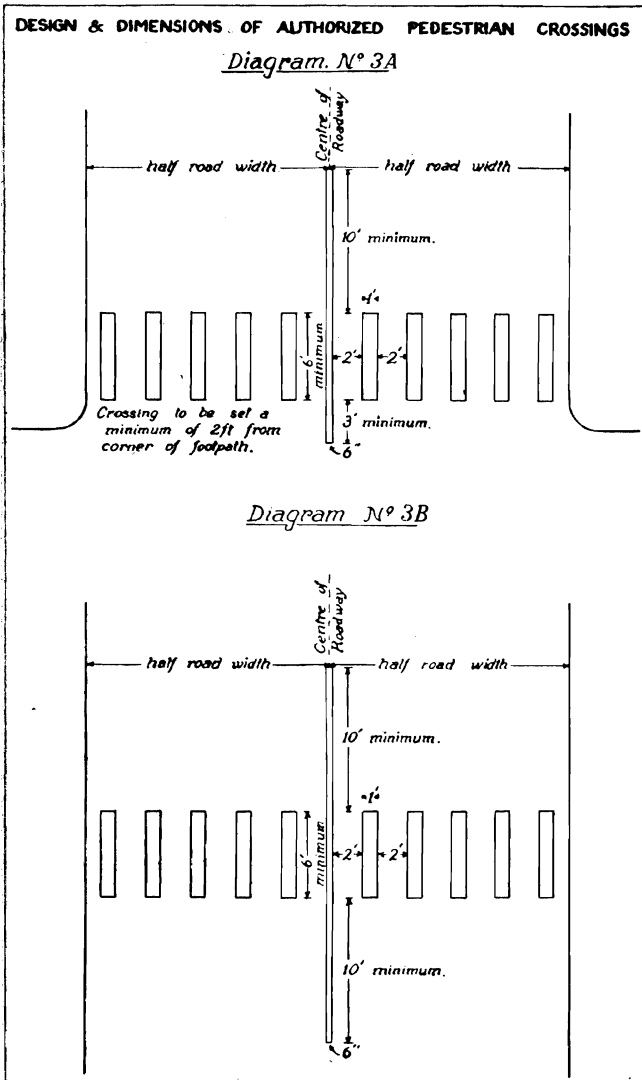 DESIGN & DIMENSIONS OF AUTHORIZED PEDESTRIAN CROSSINGS
Diagram. Nº 3A
Centre of
Roadway
half road width
half road width
10' minimum.
1'
6'
minimum
2'
2'
Crossing to be set a
minimum of 2ft from
corner of footpath.
3' minimum.
6"
Diagram Nº 3B
Centre of
Roadway
half road width
half road width
10' minimum.
1'
6'
minimum
2'
2'
10' minimum.
6"